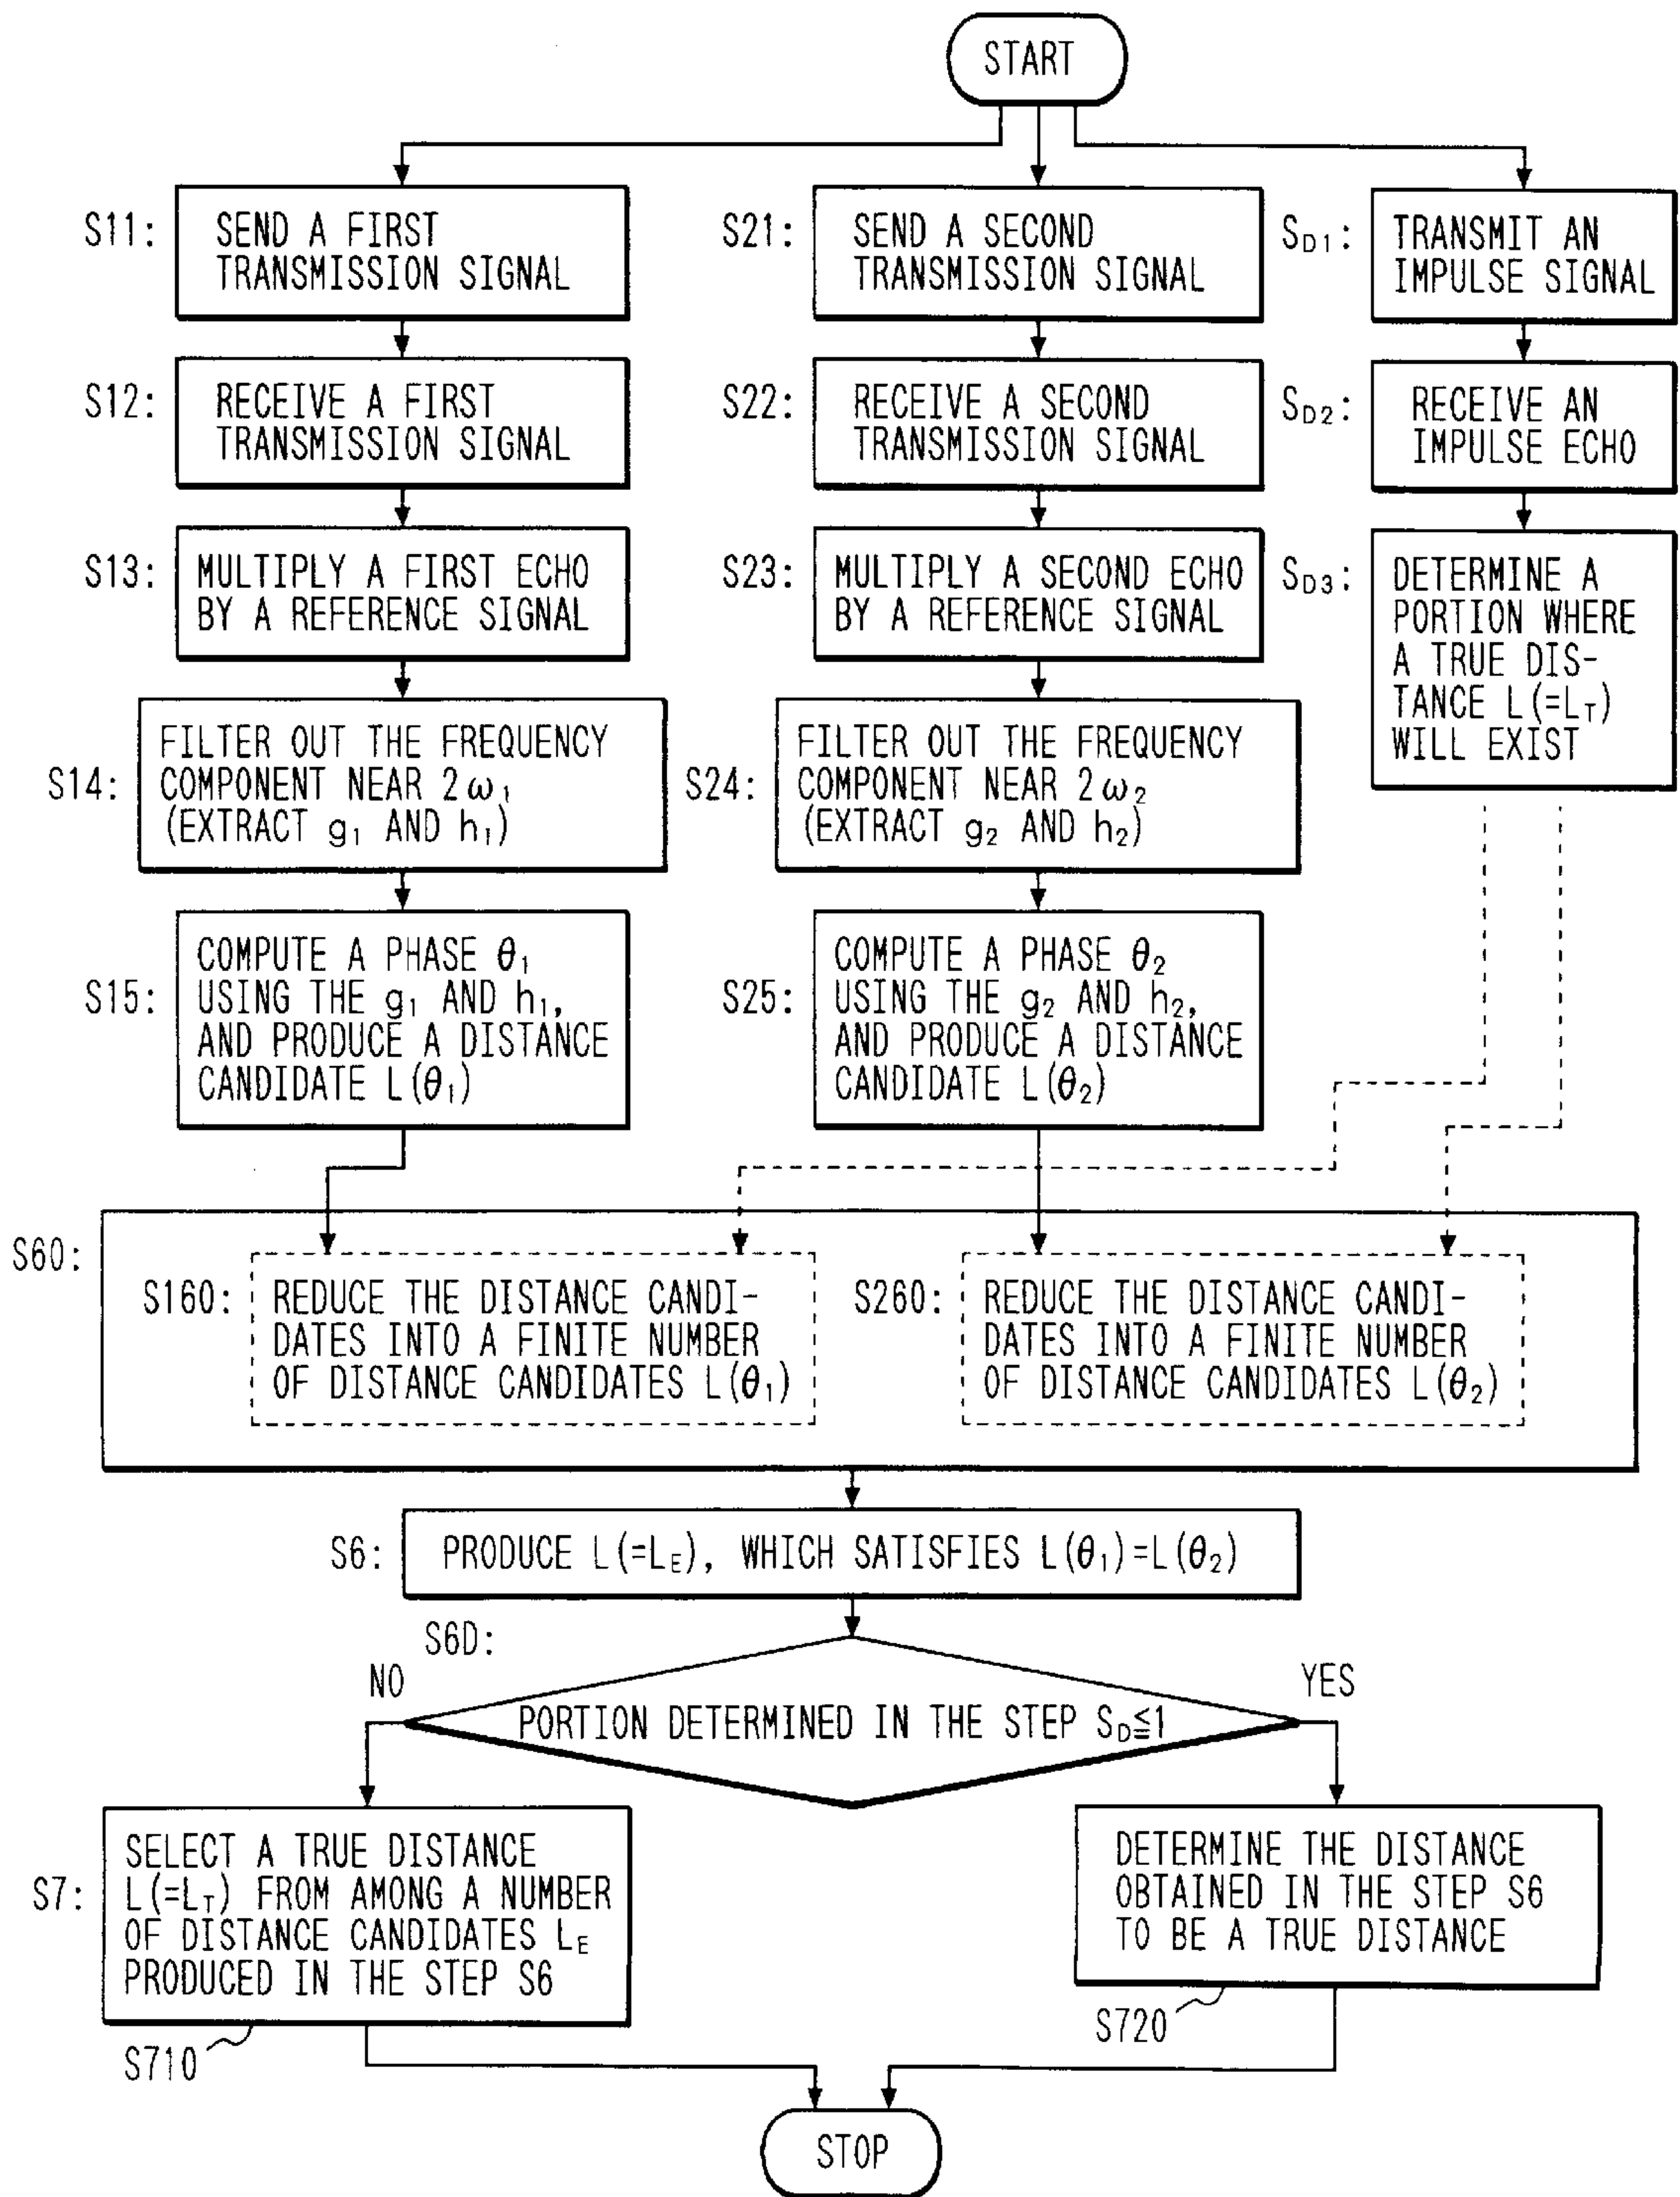 START
S11:
SEND A FIRST
TRANSMISSION SIGNAL
S21:
SEND A SECOND
TRANSMISSION SIGNAL
S_D1:
TRANSMIT AN
IMPULSE SIGNAL
S12:
RECEIVE A FIRST
TRANSMISSION SIGNAL
S22:
RECEIVE A SECOND
TRANSMISSION SIGNAL
S_D2:
RECEIVE AN
IMPULSE ECHO
S13:
MULTIPLY A FIRST ECHO
BY A REFERENCE SIGNAL
S23:
MULTIPLY A SECOND ECHO
BY A REFERENCE SIGNAL
S_D3:
DETERMINE A
PORTION WHERE
A TRUE DIS-
TANCE L(=L_T)
WILL EXIST
S14:
FILTER OUT THE FREQUENCY
COMPONENT NEAR 2ω₁
(EXTRACT g₁ AND h₁)
S24:
FILTER OUT THE FREQUENCY
COMPONENT NEAR 2ω₂
(EXTRACT g₂ AND h₂)
S15:
COMPUTE A PHASE θ₁
USING THE g₁ AND h₁,
AND PRODUCE A DISTANCE
CANDIDATE L(θ₁)
S25:
COMPUTE A PHASE θ₂
USING THE g₂ AND h₂,
AND PRODUCE A DISTANCE
CANDIDATE L(θ₂)
S60:
S160:
REDUCE THE DISTANCE CANDI-
DATES INTO A FINITE NUMBER
OF DISTANCE CANDIDATES L(θ₁)
S260:
REDUCE THE DISTANCE CANDI-
DATES INTO A FINITE NUMBER
OF DISTANCE CANDIDATES L(θ₂)
S6:
PRODUCE L(=L_E), WHICH SATISFIES L(θ₁)=L(θ₂)
S6D:
NO
YES
PORTION DETERMINED IN THE STEP S_D≦1
S7:
SELECT A TRUE DISTANCE
L(=L_T) FROM AMONG A NUMBER
OF DISTANCE CANDIDATES L_E
PRODUCED IN THE STEP S6
S710
DETERMINE THE DISTANCE
OBTAINED IN THE STEP S6
TO BE A TRUE DISTANCE
S720
STOP